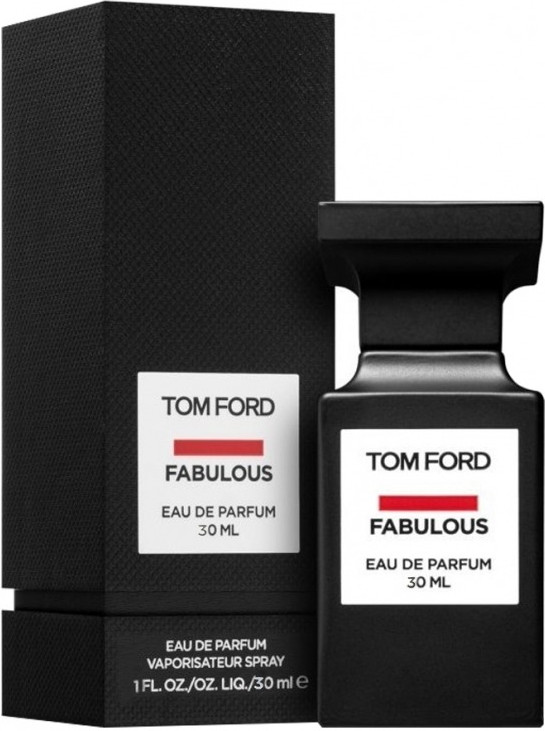 TOM FORD
FABULOUS
EAU DE PARFUM
30 ML
EAU DE PARFUM
VAPORISATEUR SPRAY
1 FL. OZ./OZ. LIQ./30 ml e
TOM FORD
FABULOUS
EAU DE PARFUM
30 ML